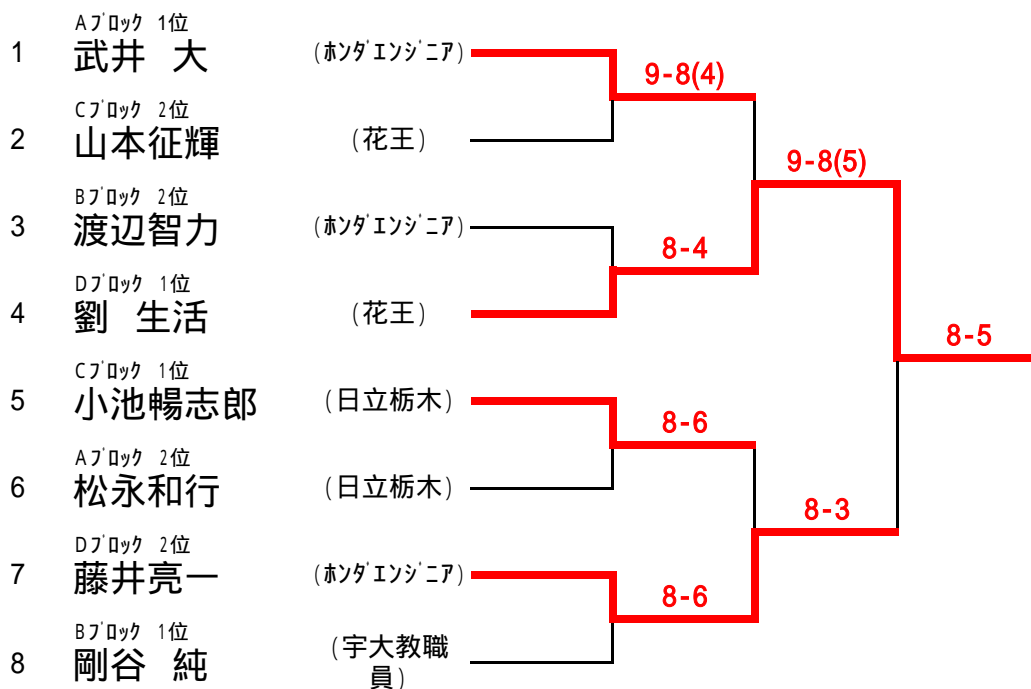 Aﾌﾞﾛｯｸ 1位
1 武井 大 (ﾎﾝﾀﾞｴﾝｼﾞﾆｱ)
9-8(4)
Cﾌﾞﾛｯｸ 2位
2 山本征輝 (花王)
9-8(5)
Bﾌﾞﾛｯｸ 2位
3 渡辺智力 (ﾎﾝﾀﾞｴﾝｼﾞﾆｱ)
8-4
Dﾌﾞﾛｯｸ 1位
4 劉 生活 (花王)
8-5
Cﾌﾞﾛｯｸ 1位
5 小池暢志郎 (日立栃木)
8-6
Aﾌﾞﾛｯｸ 2位
6 松永和行 (日立栃木)
8-3
Dﾌﾞﾛｯｸ 2位
7 藤井亮一 (ﾎﾝﾀﾞｴﾝｼﾞﾆｱ)
8-6
Bﾌﾞﾛｯｸ 1位
8 剛谷 純 (宇大教職
員)